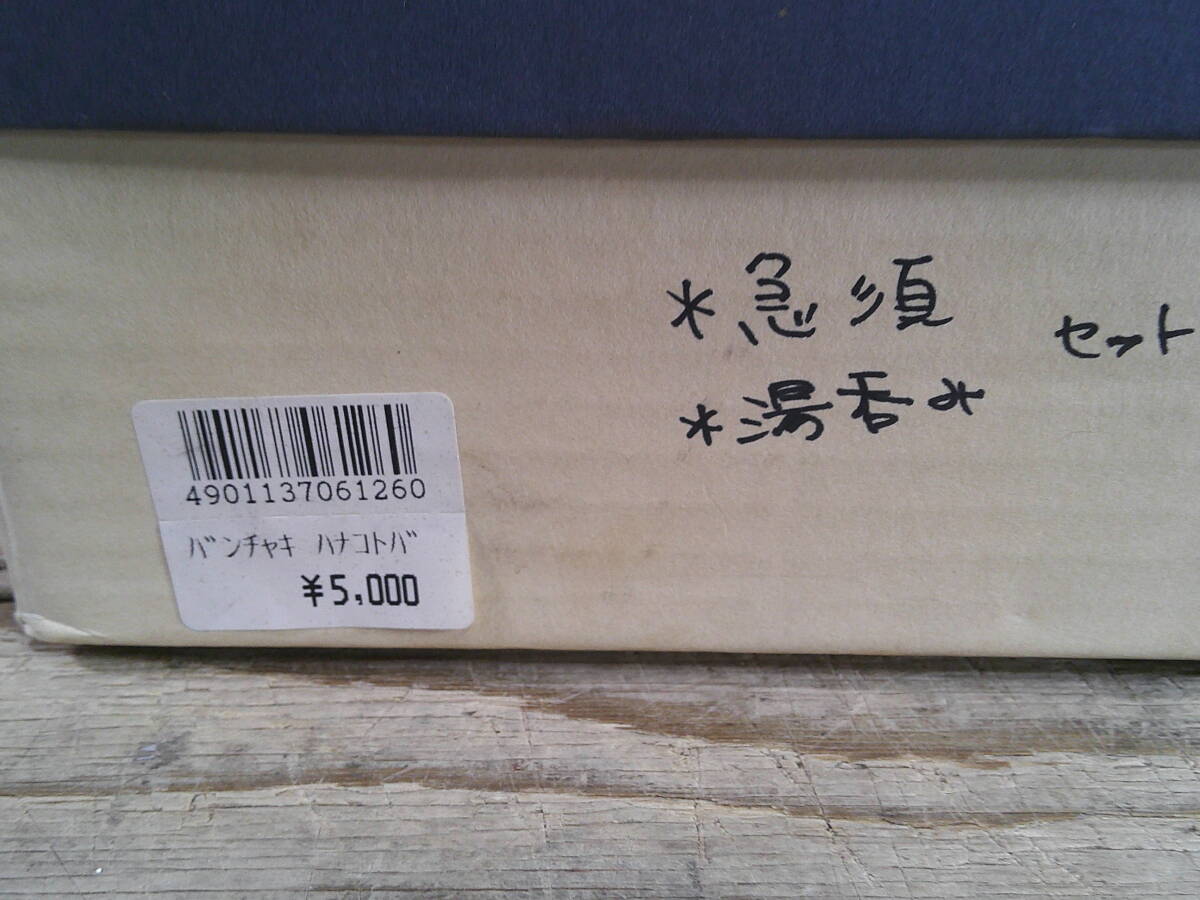 *急須
セット
*湯呑み
4901137061260
バンチャキ ハナコトバ
¥5,000